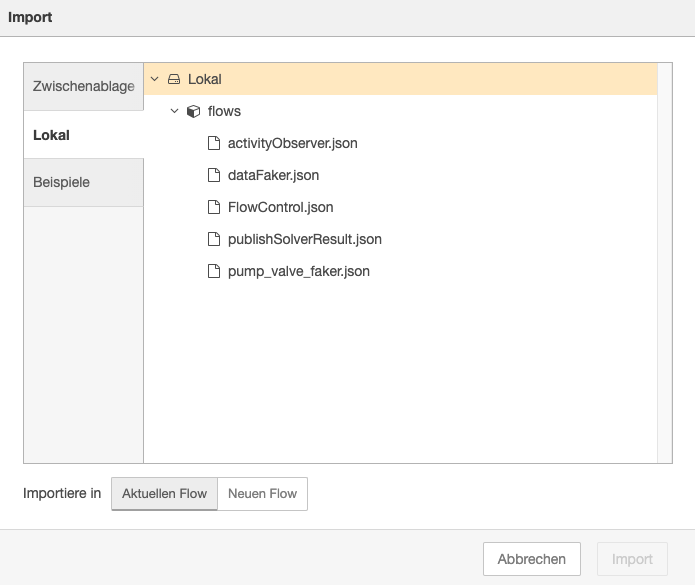 Import
Zwischenablage
Lokal
Beispiele
Lokal
flows
activityObserver.json
dataFaker.json
FlowControl.json
publishSolverResult.json
pump_valve_faker.json
Importiere in
Aktuellen Flow
Neuen Flow
Abbrechen
Import